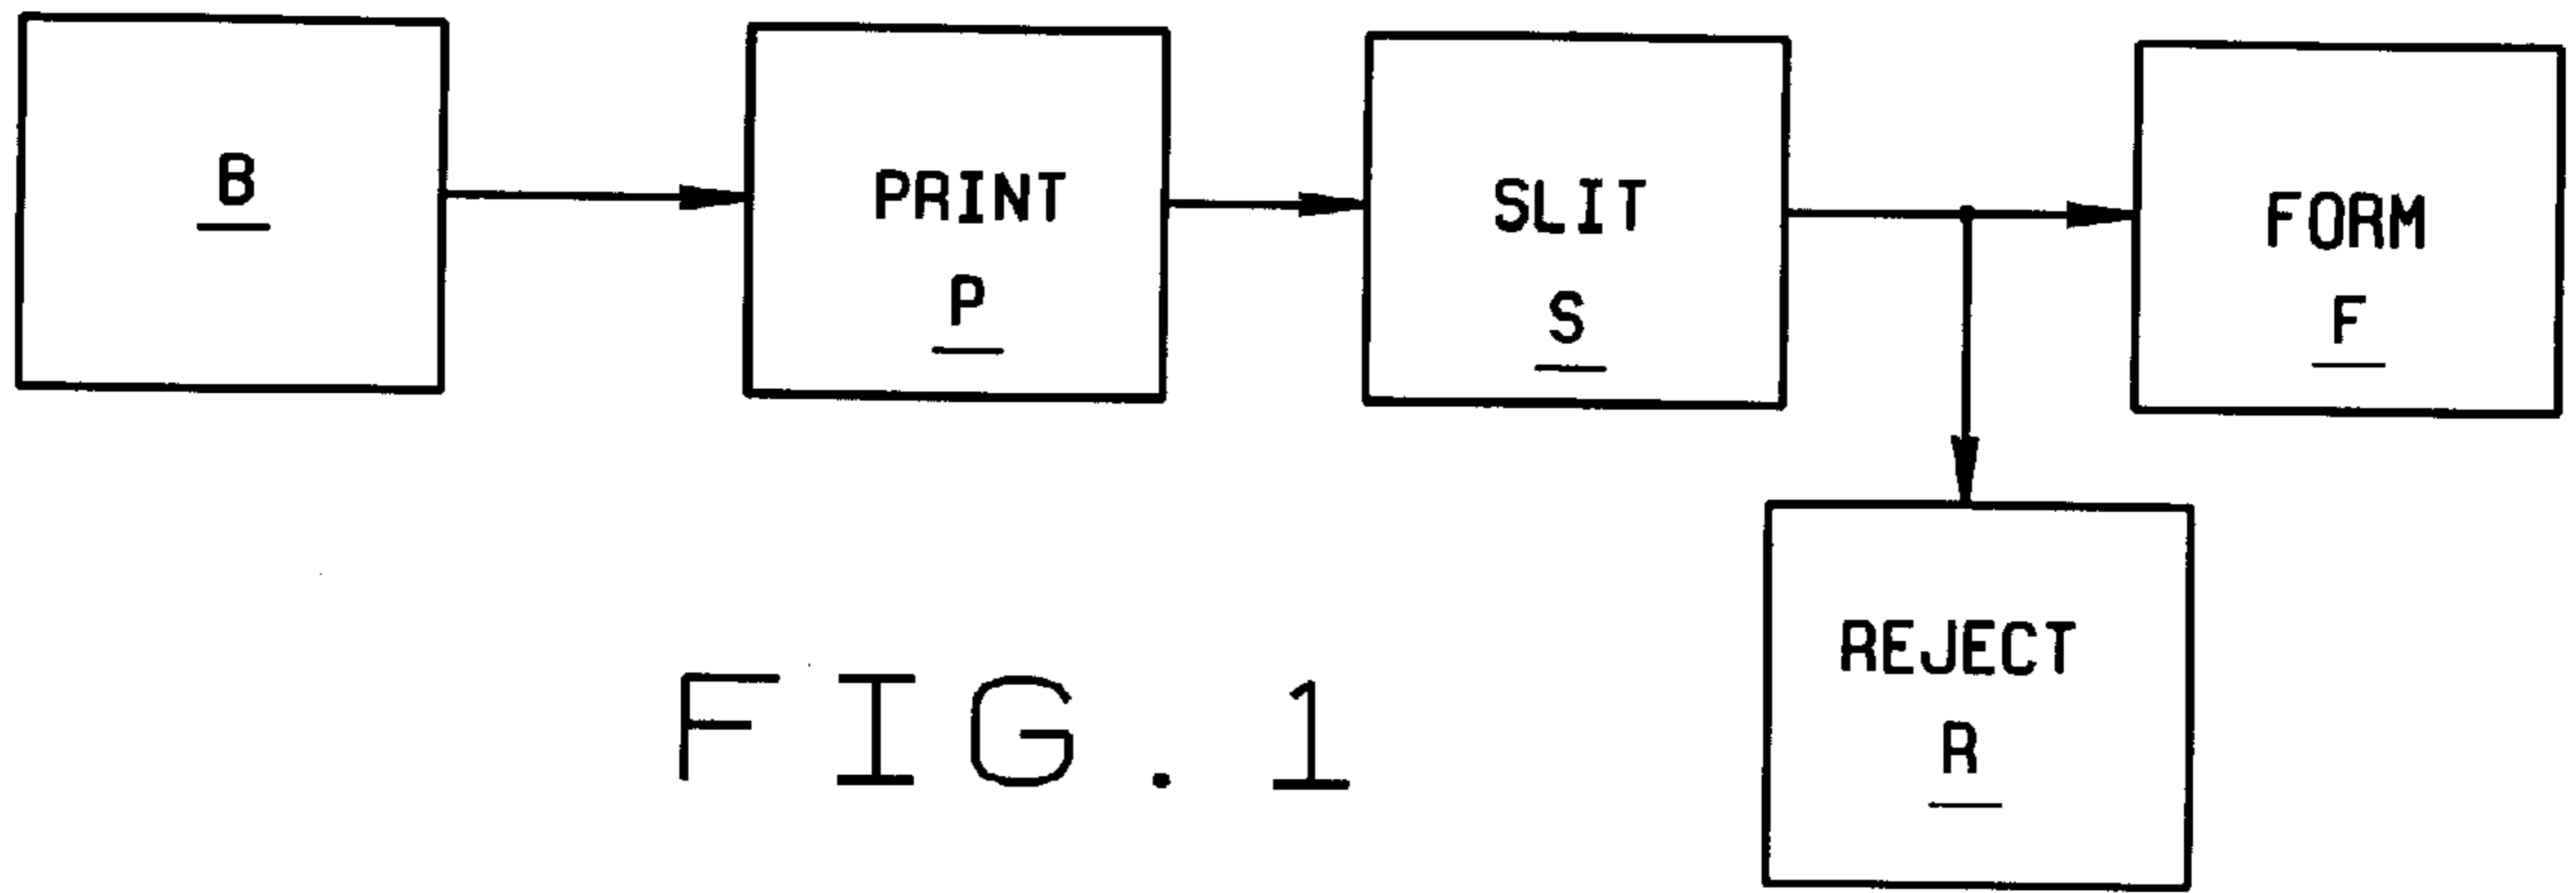 B
PRINT
P
SLIT
S
FORM
F
REJECT
R
FIG. 1